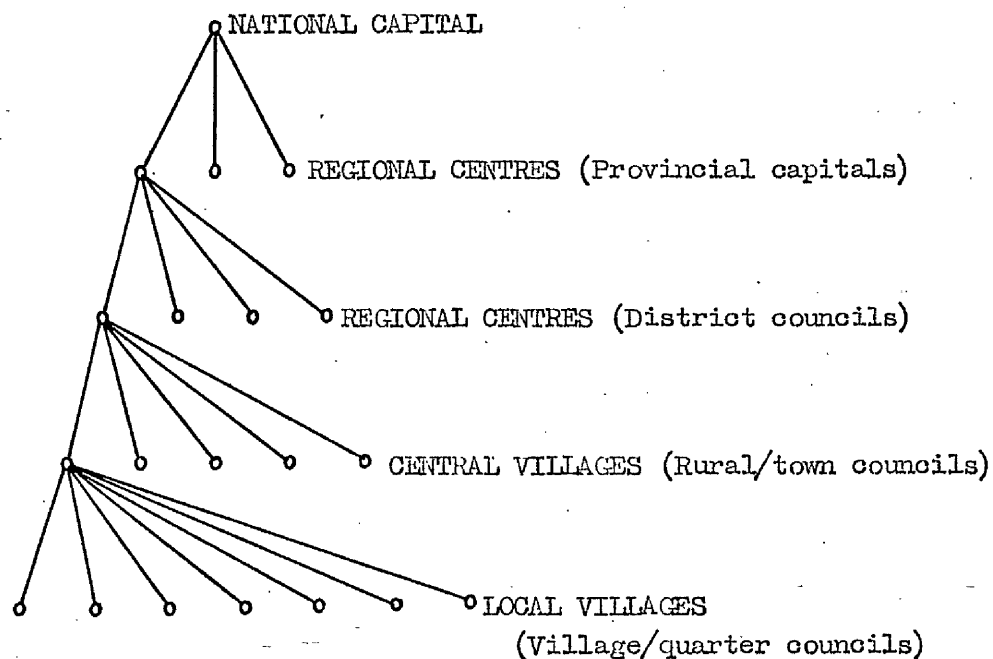 NATIONAL CAPITAL
REGIONAL CENTRES (Provincial capitals)
REGIONAL CENTRES (District councils)
CENTRAL VILLAGES (Rural/town councils)
LOCAL VILLAGES
(Village/quarter councils)